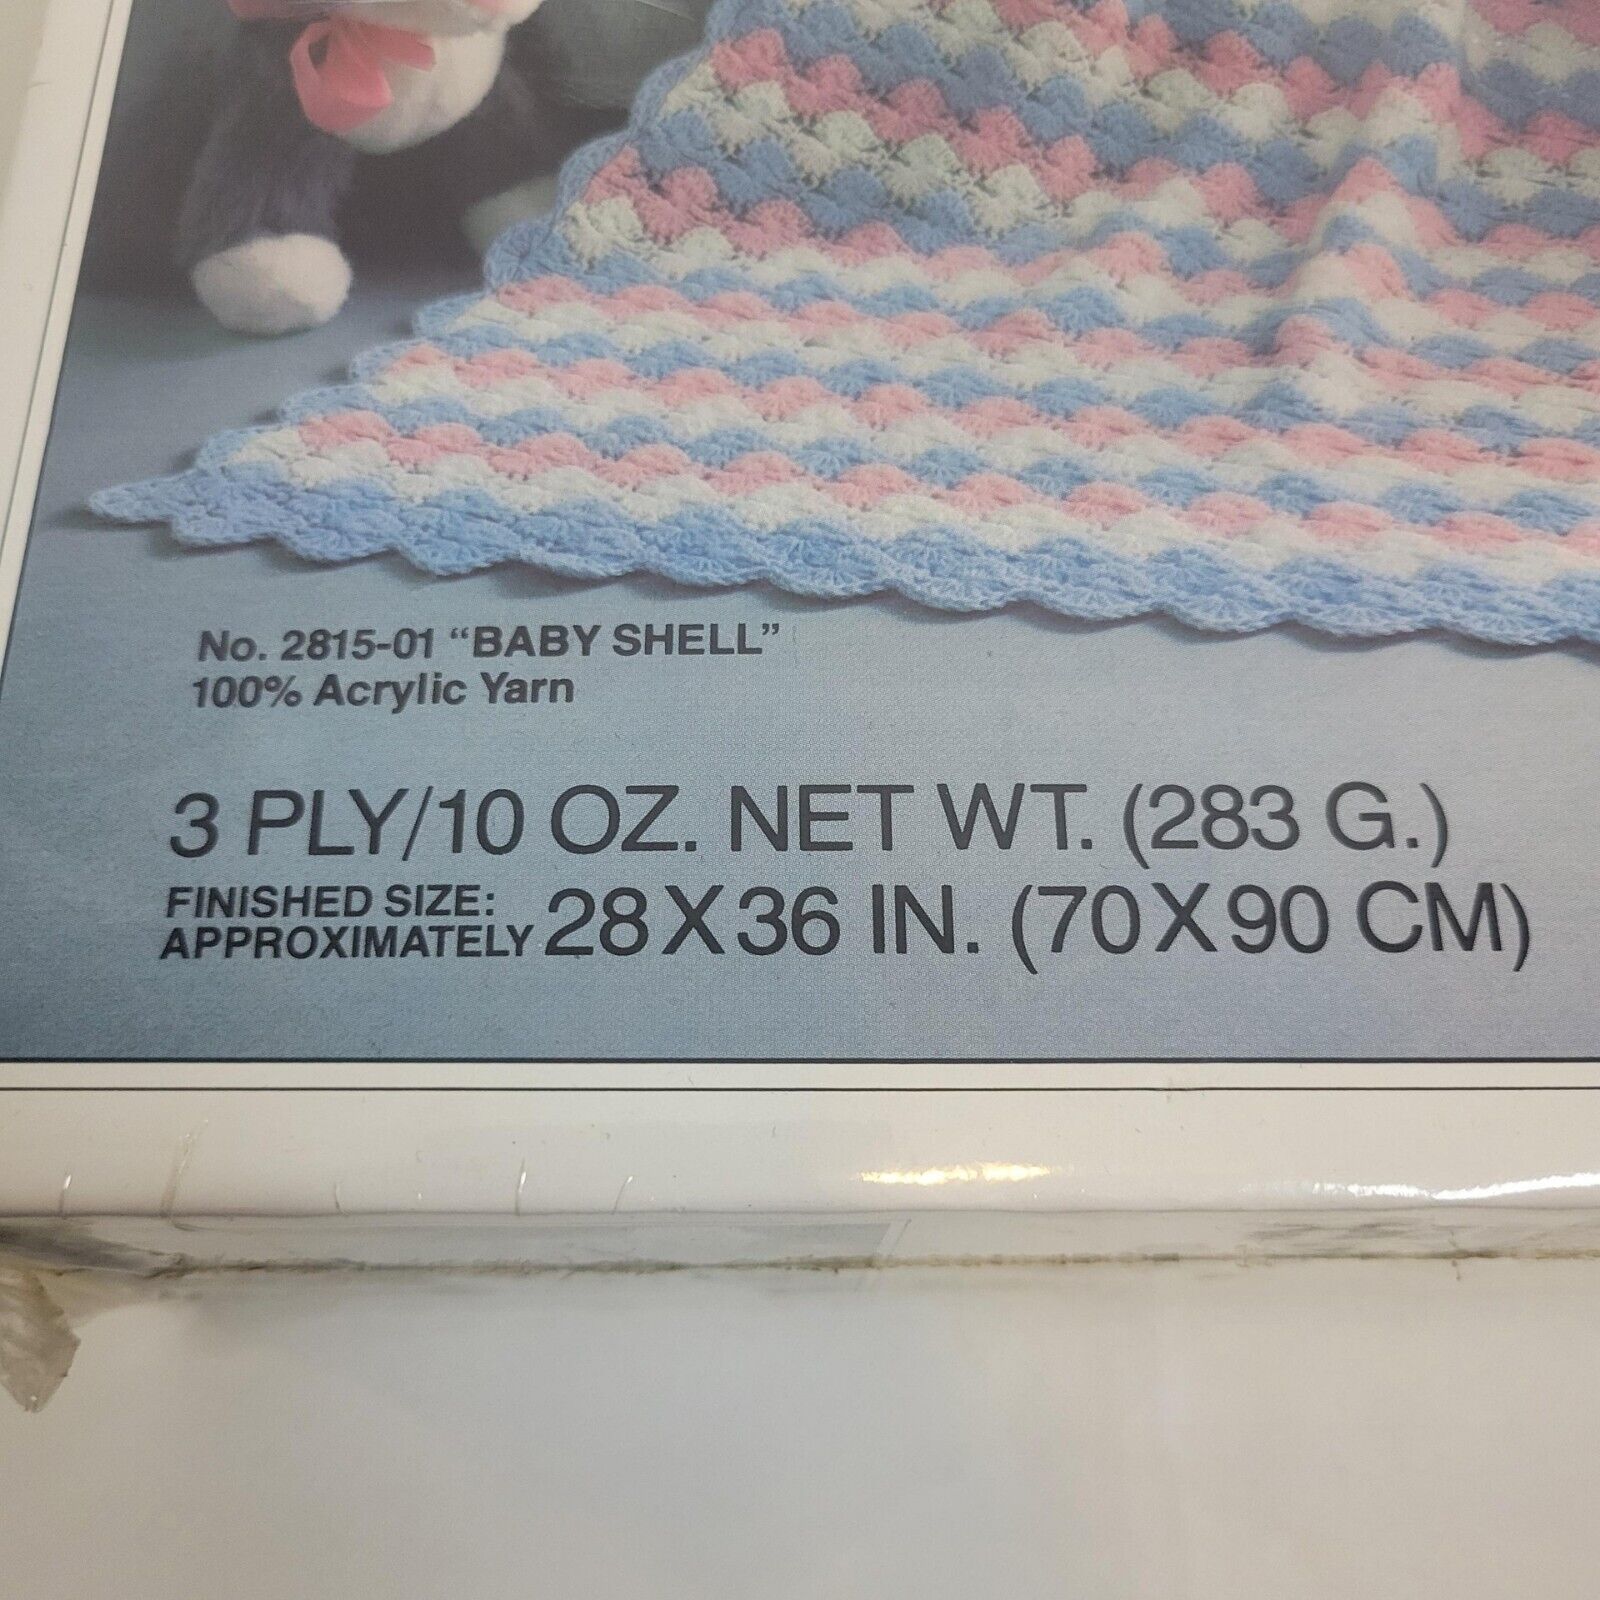 No. 2815-01 “BABY SHELL”
100% Acrylic Yarn
3 PLY/10 OZ. NET WT. (283 G.)
FINISHED SIZE:
APPROXIMATELY 28 X 36 IN. (70 X 90 CM)